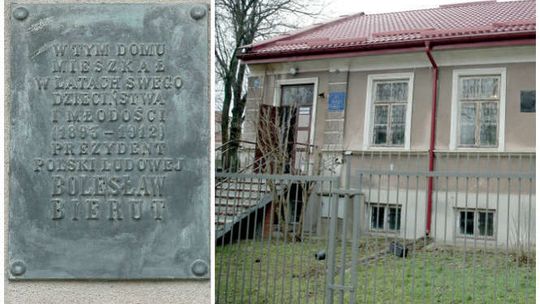 W TYM DOMU
MIESZKAŁ
W LATACH SWEGO
DZIECIŃSTWA
I MŁODOŚCI
(1893–1912)
PREZYDENT
POLSKI LUDOWEJ
BOLESŁAW
BIERUT